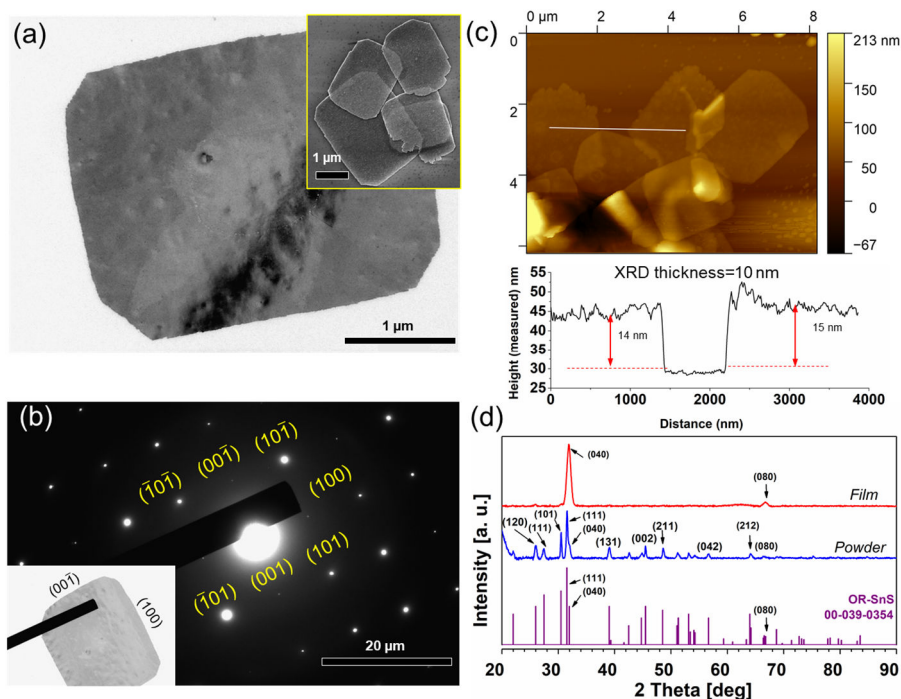 (a)
1 µm
1 µm
(b)
(1̄01̄) (001̄) (101̄)
(100)
(1̄01) (001) (101)
(001̄)
(100)
20 µm
(c)
0 µm 2 4 6 8
0
2
4
213 nm
150
100
50
0
−67
XRD thickness=10 nm
Height (measured) nm
55
50
45
40
35
30
25
14 nm
15 nm
0 1000 2000 3000 4000
Distance (nm)
(d)
Intensity [a. u.]
(040)
(080)
Film
(120)
(111)
(101)
(111)
(040)
(131)
(002)
(211)
(042)
(212)
(080)
Powder
(111)
(040)
(080)
OR-SnS
00-039-0354
20 30 40 50 60 70 80 90
2 Theta [deg]